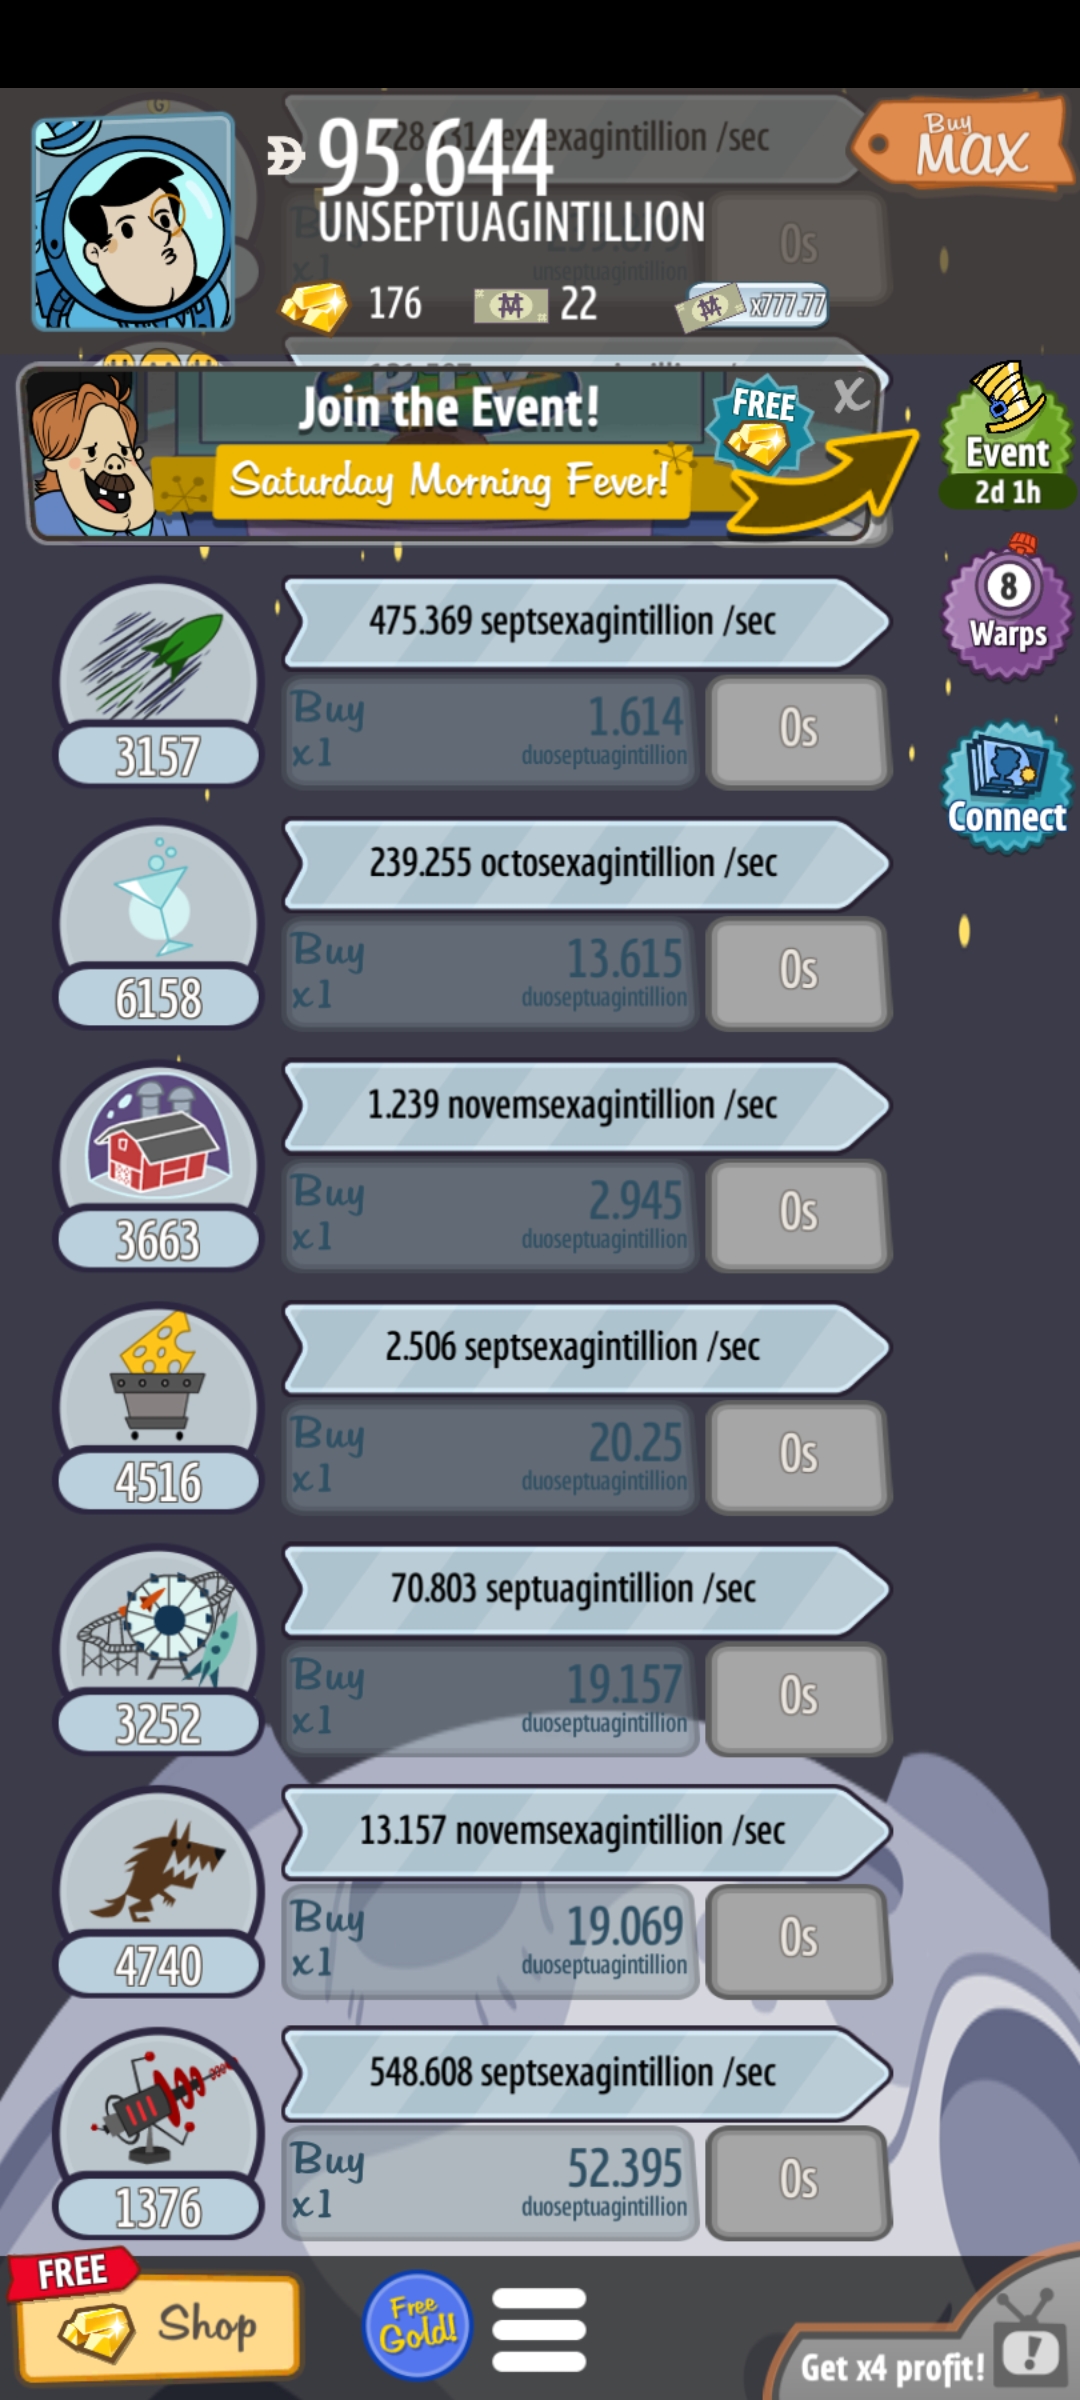 95.644
UNSEPTUAGINTILLION
Buy
MAX
/sec
0s
unseptuagintillion
x1
176
22
x777.77
Join the Event!
FREE
X
Saturday Morning Fever!
Event
2d 1h
8
Warps
Connect
475.369 septsexagintillion /sec
Buy
x1
1.614
duoseptuagintillion
0s
3157
239.255 octosexagintillion /sec
Buy
x1
13.615
duoseptuagintillion
0s
6158
1.239 novemsexagintillion /sec
Buy
x1
2.945
duoseptuagintillion
0s
3663
2.506 septsexagintillion /sec
Buy
x1
20.25
duoseptuagintillion
0s
4516
70.803 septuagintillion /sec
Buy
x1
19.157
duoseptuagintillion
0s
3252
13.157 novemsexagintillion /sec
Buy
x1
19.069
duoseptuagintillion
0s
4740
548.608 septsexagintillion /sec
Buy
x1
52.395
duoseptuagintillion
0s
1376
FREE
Shop
Free
Gold!
Get x4 profit!
!